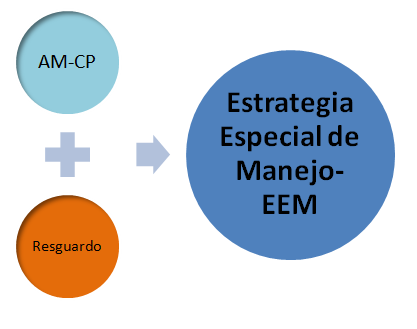 AM-CP
Resguardo
Estrategia
Especial de
Manejo-
EEM